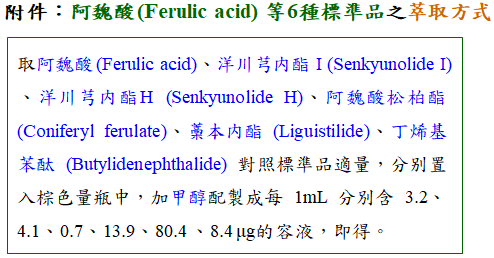 附件：阿魏酸(Ferulic acid) 等6種標準品之萃取方式
取阿魏酸(Ferulic acid)、洋川芎內酯 I (Senkyunolide I)
、洋川芎內酯H (Senkyunolide H)、阿魏酸松柏酯
(Coniferyl ferulate)、藁本內酯 (Liguistilide)、丁烯基
苯酞 (Butylidenephthalide) 對照標準品適量，分別置
入棕色量瓶中，加甲醇配製成每 1mL 分別含 3.2、
4.1、0.7、13.9、80.4 、8.4 μg的容液，即得。